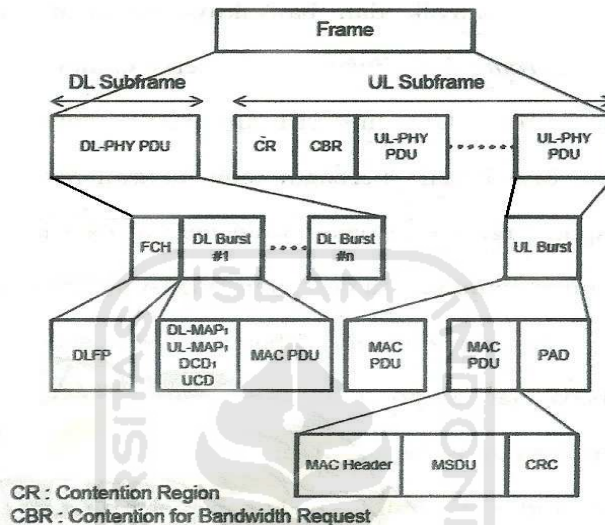 Frame
DL Subframe UL Subframe
DL-PHY PDU
CR
CBR
UL-PHY PDU
UL-PHY PDU
FCH
DL Burst #1
DL Burst #n
UL Burst
DLFP
DL-MAP,
UL-MAP,
DCD,
UCD
MAC PDU
MAC PDU
MAC PDU
PAD
MAC Header
MSDU
CRC
CR : Contention Region
CBR : Contention for Bandwidth Request
ISLAM